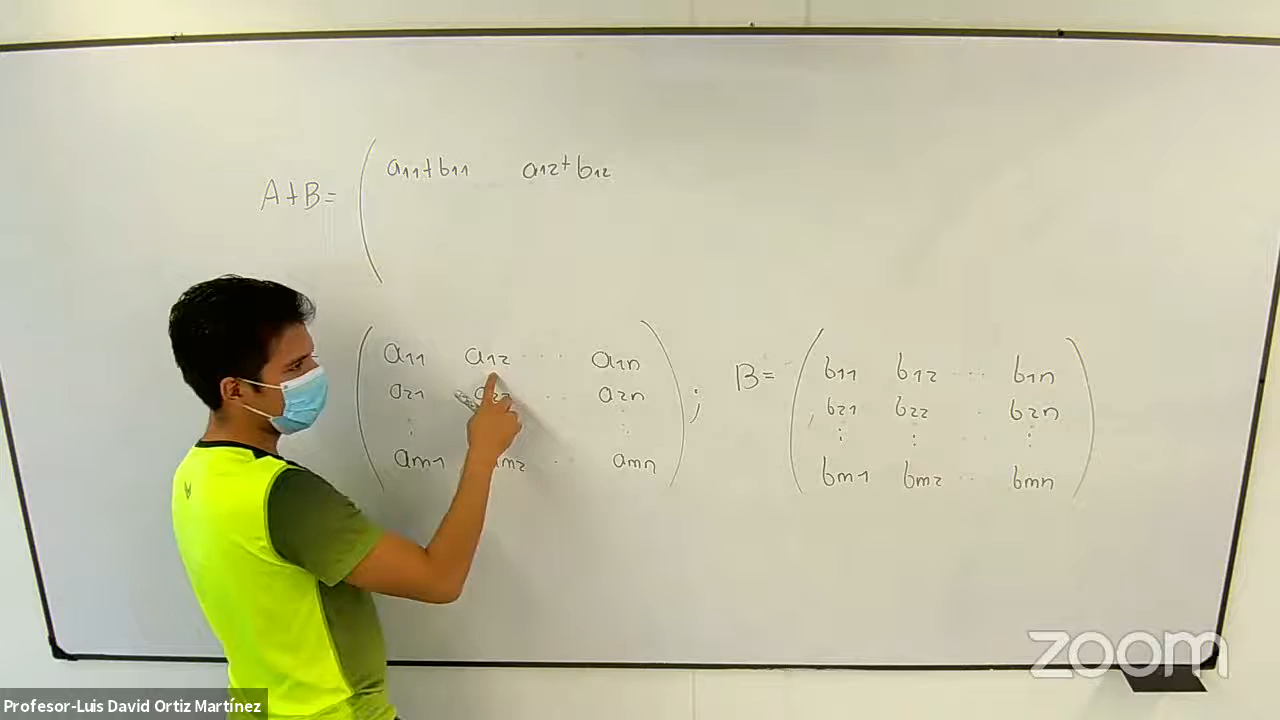 a11+b11 a12+b12
A+B= (
( a11 a12 ... a1n
a21 a22 .. a2n
⋮ ⋮
am1 am2 .. amn ) ;
B= ( b11 b12 ... b1n
b21 b22 . b2n
⋮ ⋮ .. ⋮
bm1 bm2 .. bmn )
zoom
Profesor-Luis David Ortiz Martínez